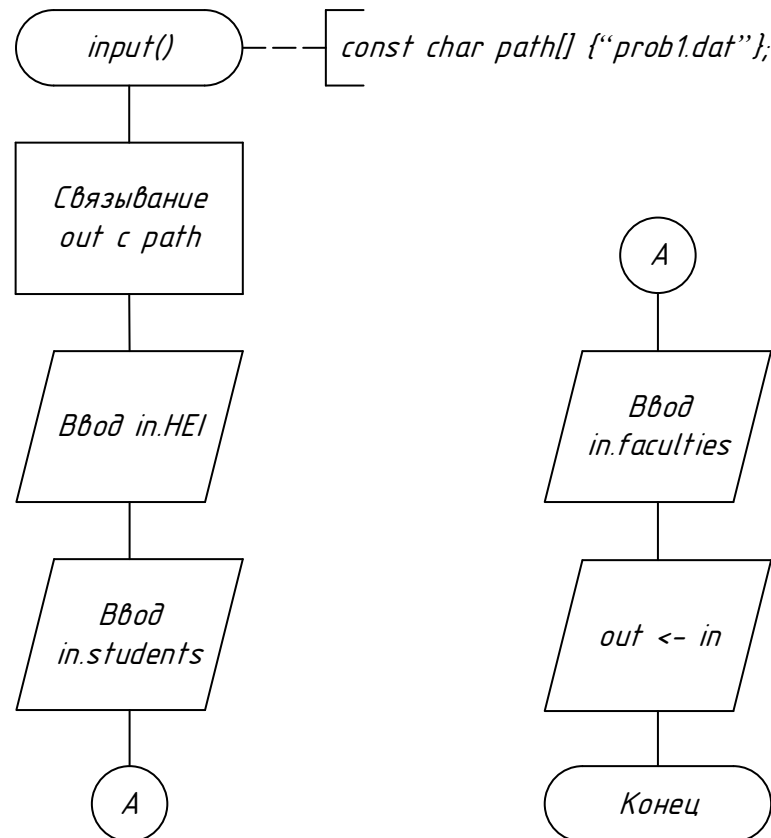 input()
const char path[] {“prob1.dat”};
Связывание
out с path
Ввод in.HEI
Ввод
in.students
А
А
Ввод
in.faculties
out <- in
Конец